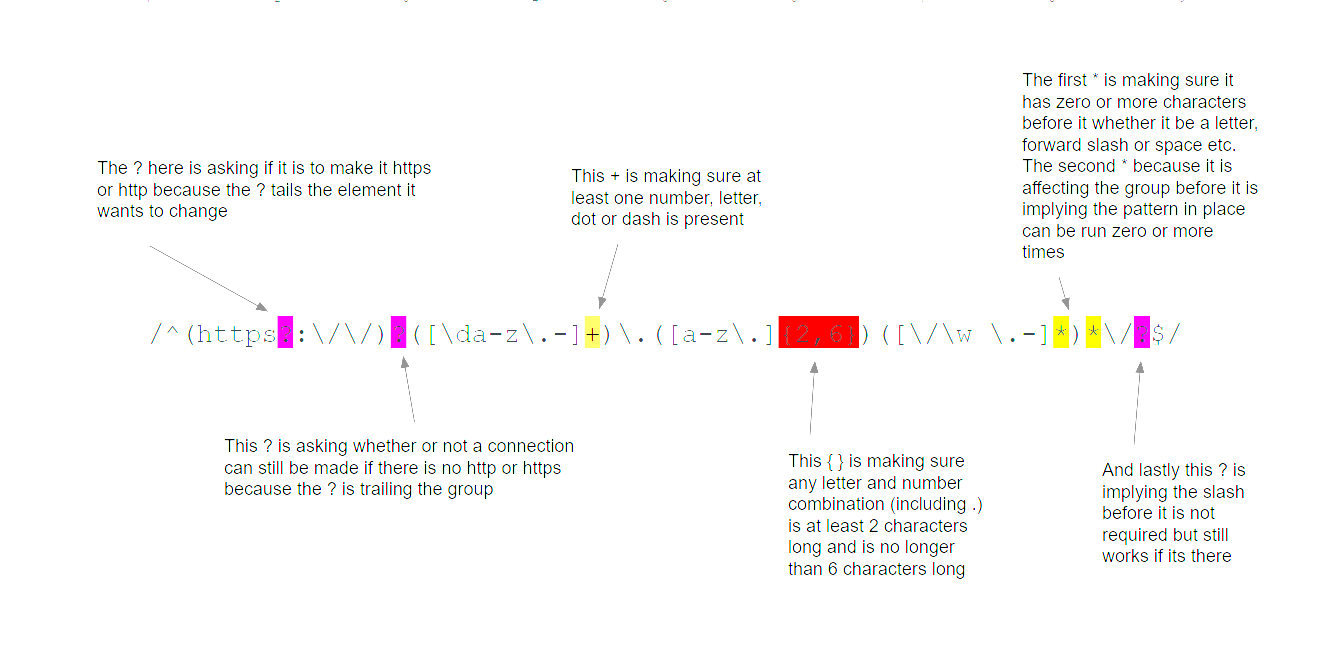 The first * is making sure it
has zero or more characters
before it whether it be a letter,
forward slash or space etc.
The second * because it is
affecting the group before it is
implying the pattern in place
can be run zero or more
times
The ? here is asking if it is to make it https
or http because the ? tails the element it
wants to change
This + is making sure at
least one number, letter,
dot or dash is present
/^(https?:\/\/)?([\da-z\.-]+)\.([a-z\.]{2,6})([\/\w \.-]*)*\/?$/
This ? is asking whether or not a connection
can still be made if there is no http or https
because the ? is trailing the group
This { } is making sure
any letter and number
combination (including .)
is at least 2 characters
long and is no longer
than 6 characters long
And lastly this ? is
implying the slash
before it is not
required but still
works if its there